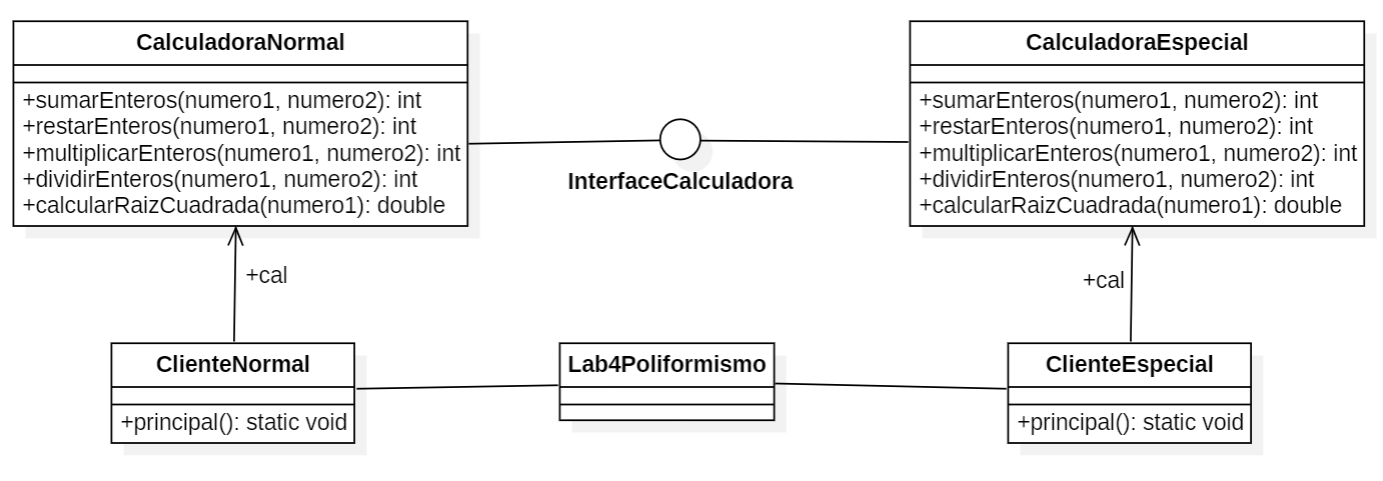 CalculadoraNormal
+sumarEnteros(numero1, numero2): int
+restarEnteros(numero1, numero2): int
+multiplicarEnteros(numero1, numero2): int
+dividirEnteros(numero1, numero2): int
+calcularRaizCuadrada(numero1): double
InterfaceCalculadora
CalculadoraEspecial
+sumarEnteros(numero1, numero2): int
+restarEnteros(numero1, numero2): int
+multiplicarEnteros(numero1, numero2): int
+dividirEnteros(numero1, numero2): int
+calcularRaizCuadrada(numero1): double
+cal
+cal
ClienteNormal
+principal(): static void
Lab4Poliformismo
ClienteEspecial
+principal(): static void